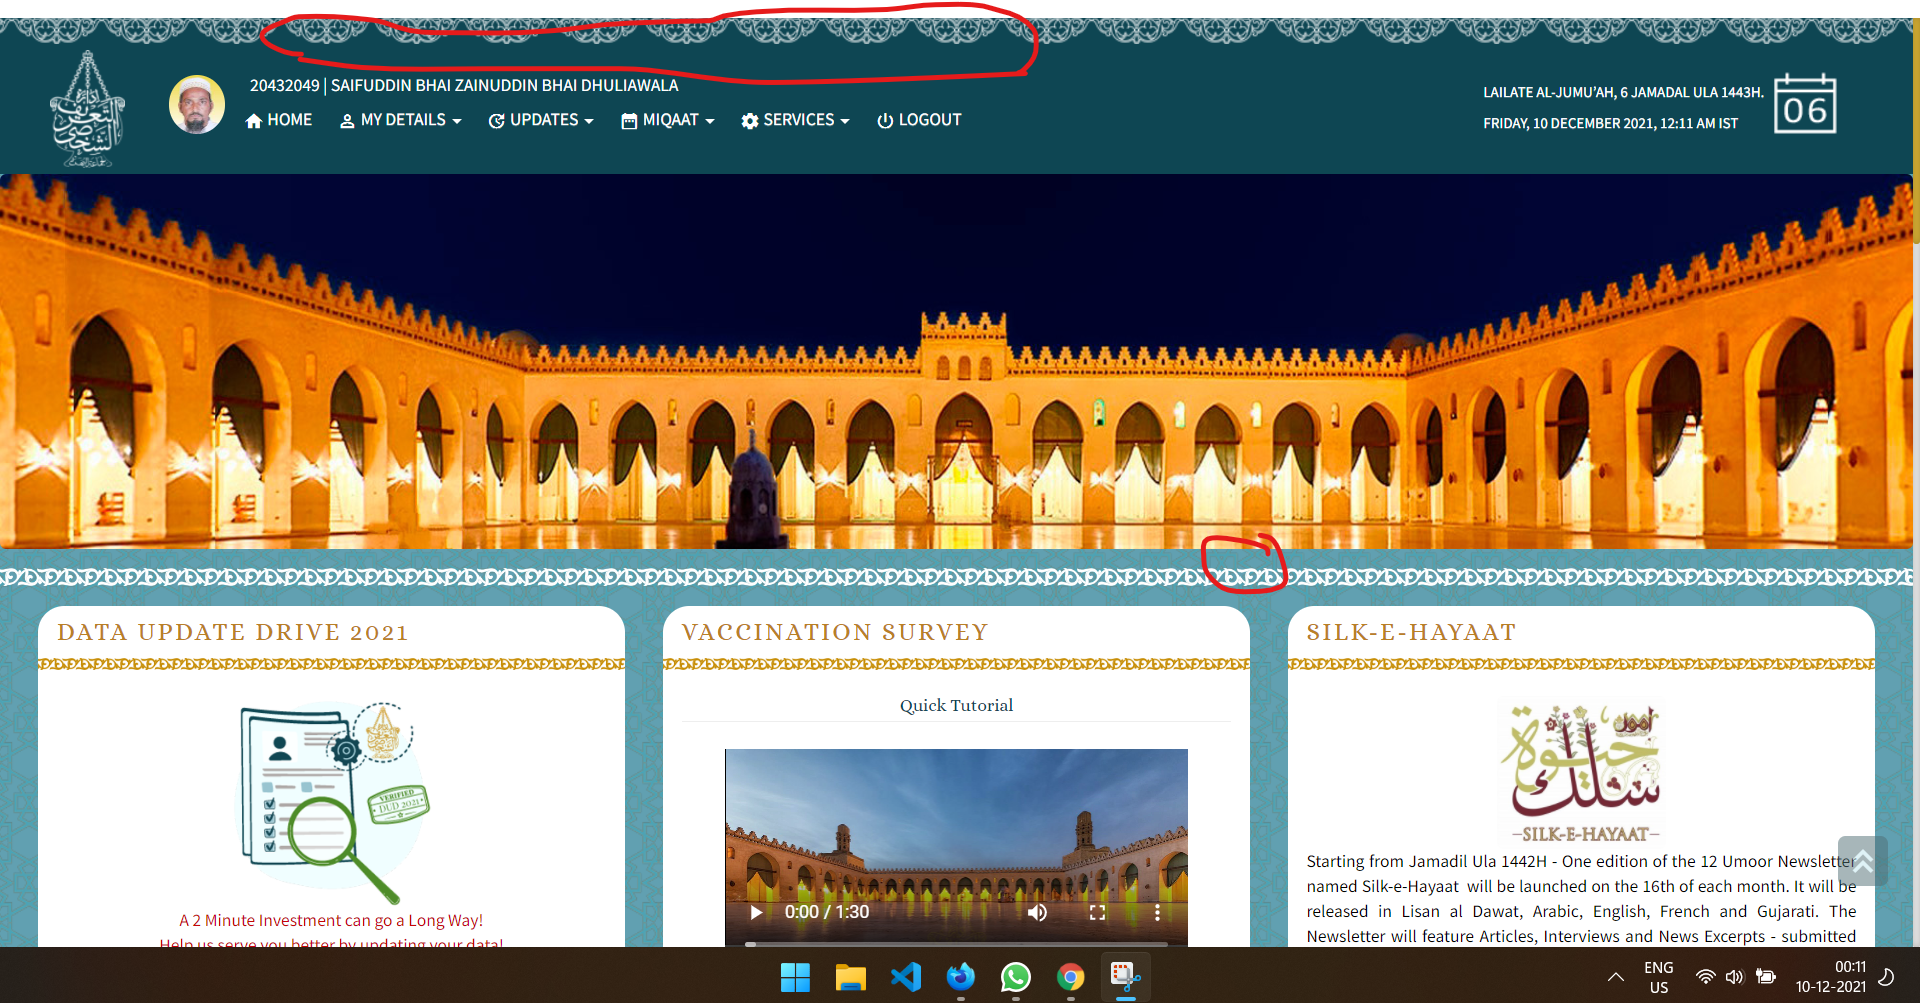 20432049 | SAIFUDDIN BHAI ZAINUDDIN BHAI DHULIAWALA
HOME MY DETAILS UPDATES MIQAAT SERVICES LOGOUT
LAILATE AL-JUMU'AH, 6 JAMADAL ULA 1443H.
FRIDAY, 10 DECEMBER 2021, 12:11 AM IST
06
DATA UPDATE DRIVE 2021
VERIFIED
DUD 2021
A 2 Minute Investment can go a Long Way!
Help us serve you better by updating your data!
VACCINATION SURVEY
Quick Tutorial
0:00 / 1:30
SILK-E-HAYAAT
–SILK-E-HAYAAT–
Starting from Jamadil Ula 1442H - One edition of the 12 Umoor Newsletter
named Silk-e-Hayaat will be launched on the 16th of each month. It will be
released in Lisan al Dawat, Arabic, English, French and Gujarati. The
Newsletter will feature Articles, Interviews and News Excerpts - submitted
ENG
US
00:11
10-12-2021